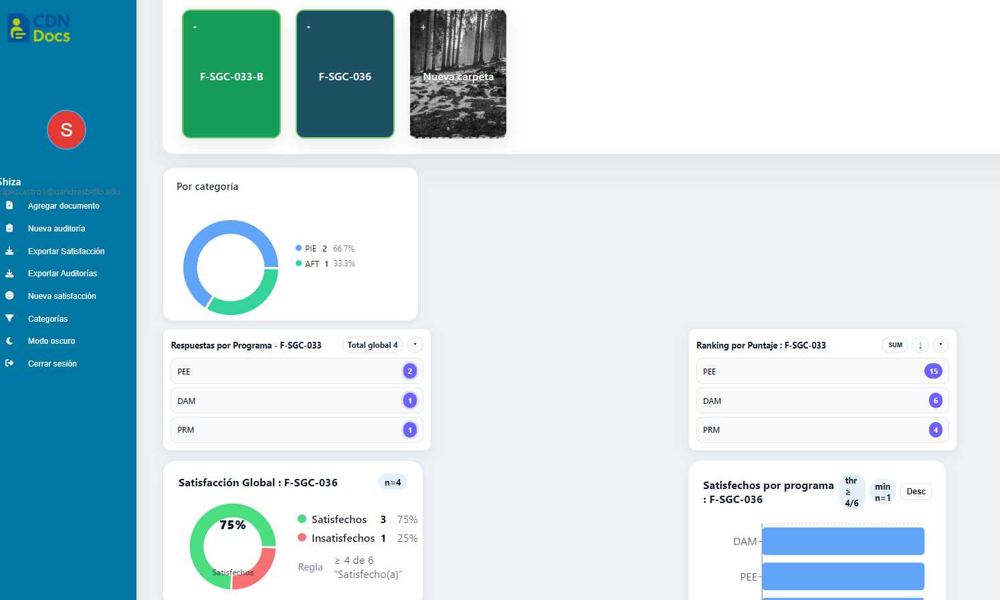 CDN
Docs
S
Shiza
.lpezcastro1@uandresbello.edu
Agregar documento
Nueva auditoría
Exportar Satisfacción
Exportar Auditorías
Nueva satisfacción
Categorías
Modo oscuro
Cerrar sesión
F-SGC-033-B
F-SGC-036
+
Nueva carpeta
Por categoría
PIE 2 66.7%
AFT 1 33.3%
Respuestas por Programa - F-SGC-033 Total global 4
PEE 2
DAM 1
PRM 1
Ranking por Puntaje : F-SGC-033 SUM ↓
PEE 15
DAM 6
PRM 4
Satisfacción Global : F-SGC-036 n=4
75%
Satisfechos
Satisfechos 3 75%
Insatisfechos 1 25%
Regla
≥ 4 de 6
“Satisfecho(a)”
Satisfechos por programa
: F-SGC-036
thr
≥
4/6
min
n=1
Desc
DAM
PEE